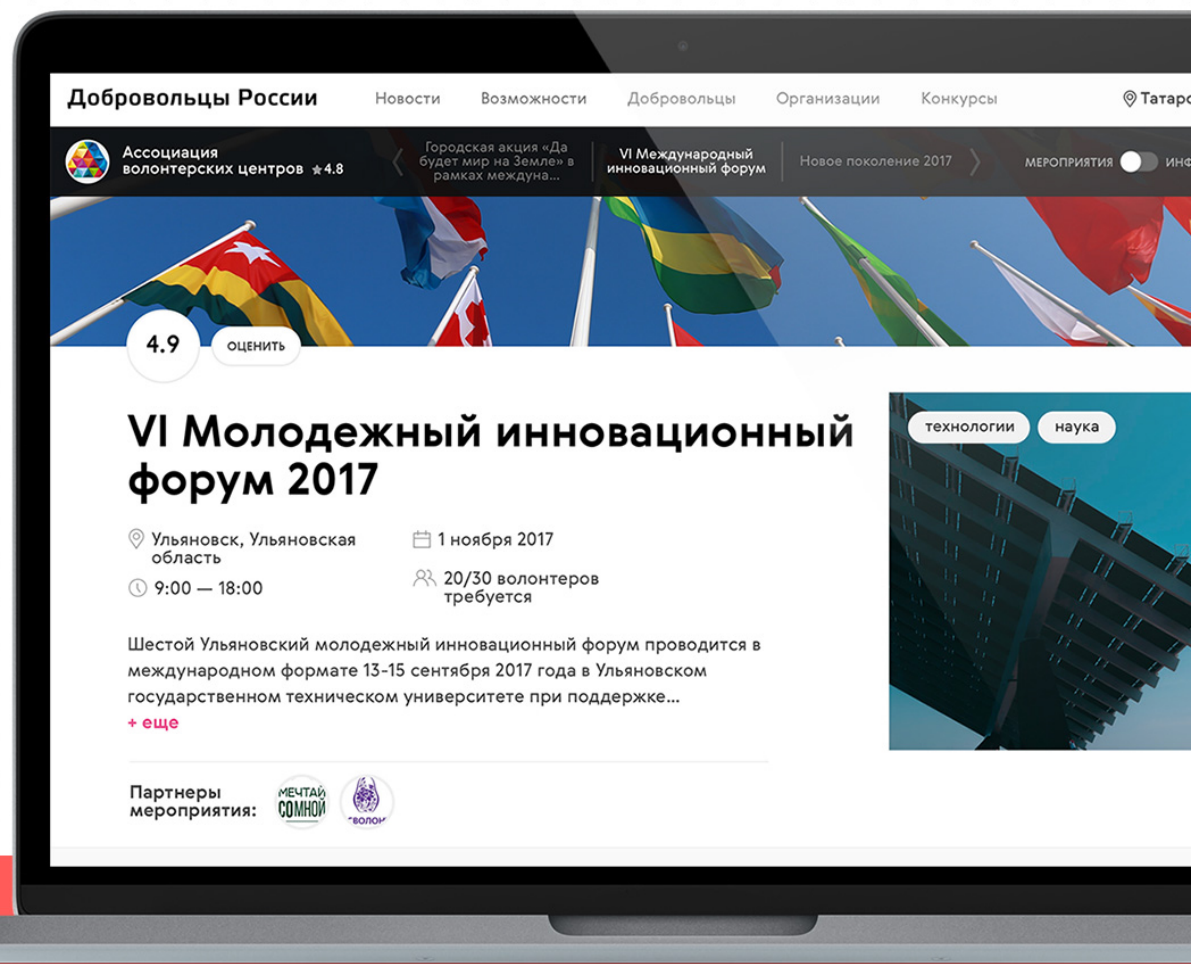 Добровольцы России
Новости
Возможности
Добровольцы
Организации
Конкурсы
Ассоциация
волонтерских центров ★4.8
Городская акция «Да
будет мир на Земле» в
рамках междуна...
VI Международный
инновационный форум
Новое поколение 2017
МЕРОПРИЯТИЯ
4.9
ОЦЕНИТЬ
VI Молодежный инновационный
форум 2017
технологии
наука
Ульяновск, Ульяновская
область
1 ноября 2017
9:00 — 18:00
20/30 волонтеров
требуется
Шестой Ульяновский молодежный инновационный форум проводится в
международном формате 13-15 сентября 2017 года в Ульяновском
государственном техническом университете при поддержке...
+ еще
Партнеры
мероприятия:
МЕЧТАЙ
СОМНОЙ